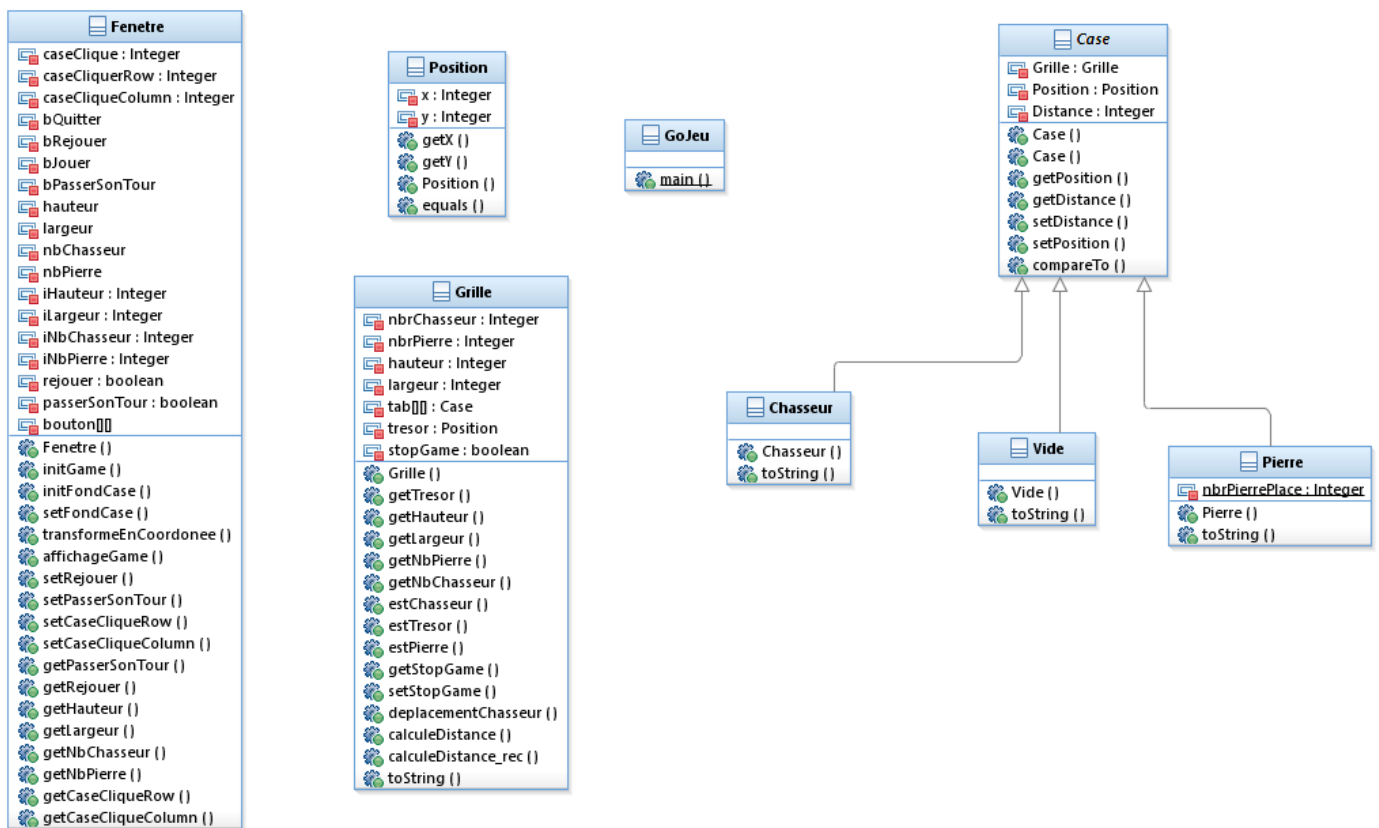 Fenetre
caseClique : Integer
caseCliquerRow : Integer
caseCliqueColumn : Integer
bQuitter
bRejouer
bJouer
bPasserSonTour
hauteur
largeur
nbChasseur
nbPierre
iHauteur : Integer
iLargeur : Integer
iNbChasseur : Integer
iNbPierre : Integer
rejouer : boolean
passerSonTour : boolean
bouton[][]
Fenetre ()
initGame ()
initFondCase ()
setFondCase ()
transformeEnCoordonee ()
affichageGame ()
setRejouer ()
setPasserSonTour ()
setCaseCliqueRow ()
setCaseCliqueColumn ()
getPasserSonTour ()
getRejouer ()
getHauteur ()
getLargeur ()
getNbChasseur ()
getNbPierre ()
getCaseCliqueRow ()
getCaseCliqueColumn ()
Position
x : Integer
y : Integer
getX ()
getY ()
Position ()
equals ()
Grille
nbrChasseur : Integer
nbrPierre : Integer
hauteur : Integer
largeur : Integer
tab[][] : Case
tresor : Position
stopGame : boolean
Grille ()
getTresor ()
getHauteur ()
getLargeur ()
getNbPierre ()
getNbChasseur ()
estChasseur ()
estTresor ()
estPierre ()
getStopGame ()
setStopGame ()
deplacementChasseur ()
calculeDistance ()
calculeDistance_rec ()
toString ()
GoJeu
main ()
Case
Grille : Grille
Position : Position
Distance : Integer
Case ()
Case ()
getPosition ()
getDistance ()
setDistance ()
setPosition ()
compareTo ()
Chasseur
Chasseur ()
toString ()
Vide
Vide ()
toString ()
Pierre
nbrPierrePlace : Integer
Pierre ()
toString ()